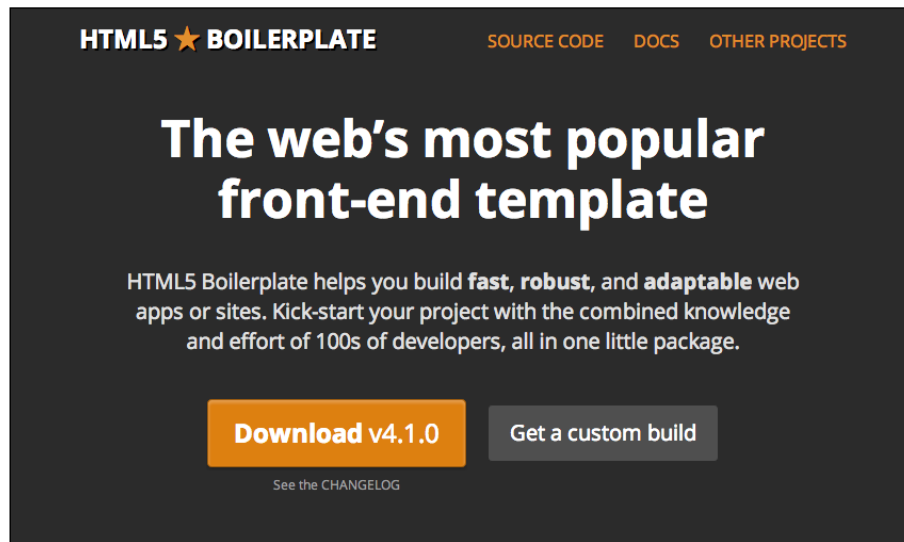 HTML5 ★ BOILERPLATE SOURCE CODE DOCS OTHER PROJECTS
The web’s most popular
front-end template
HTML5 Boilerplate helps you build fast, robust, and adaptable web
apps or sites. Kick-start your project with the combined knowledge
and effort of 100s of developers, all in one little package.
Download v4.1.0 Get a custom build
See the CHANGELOG